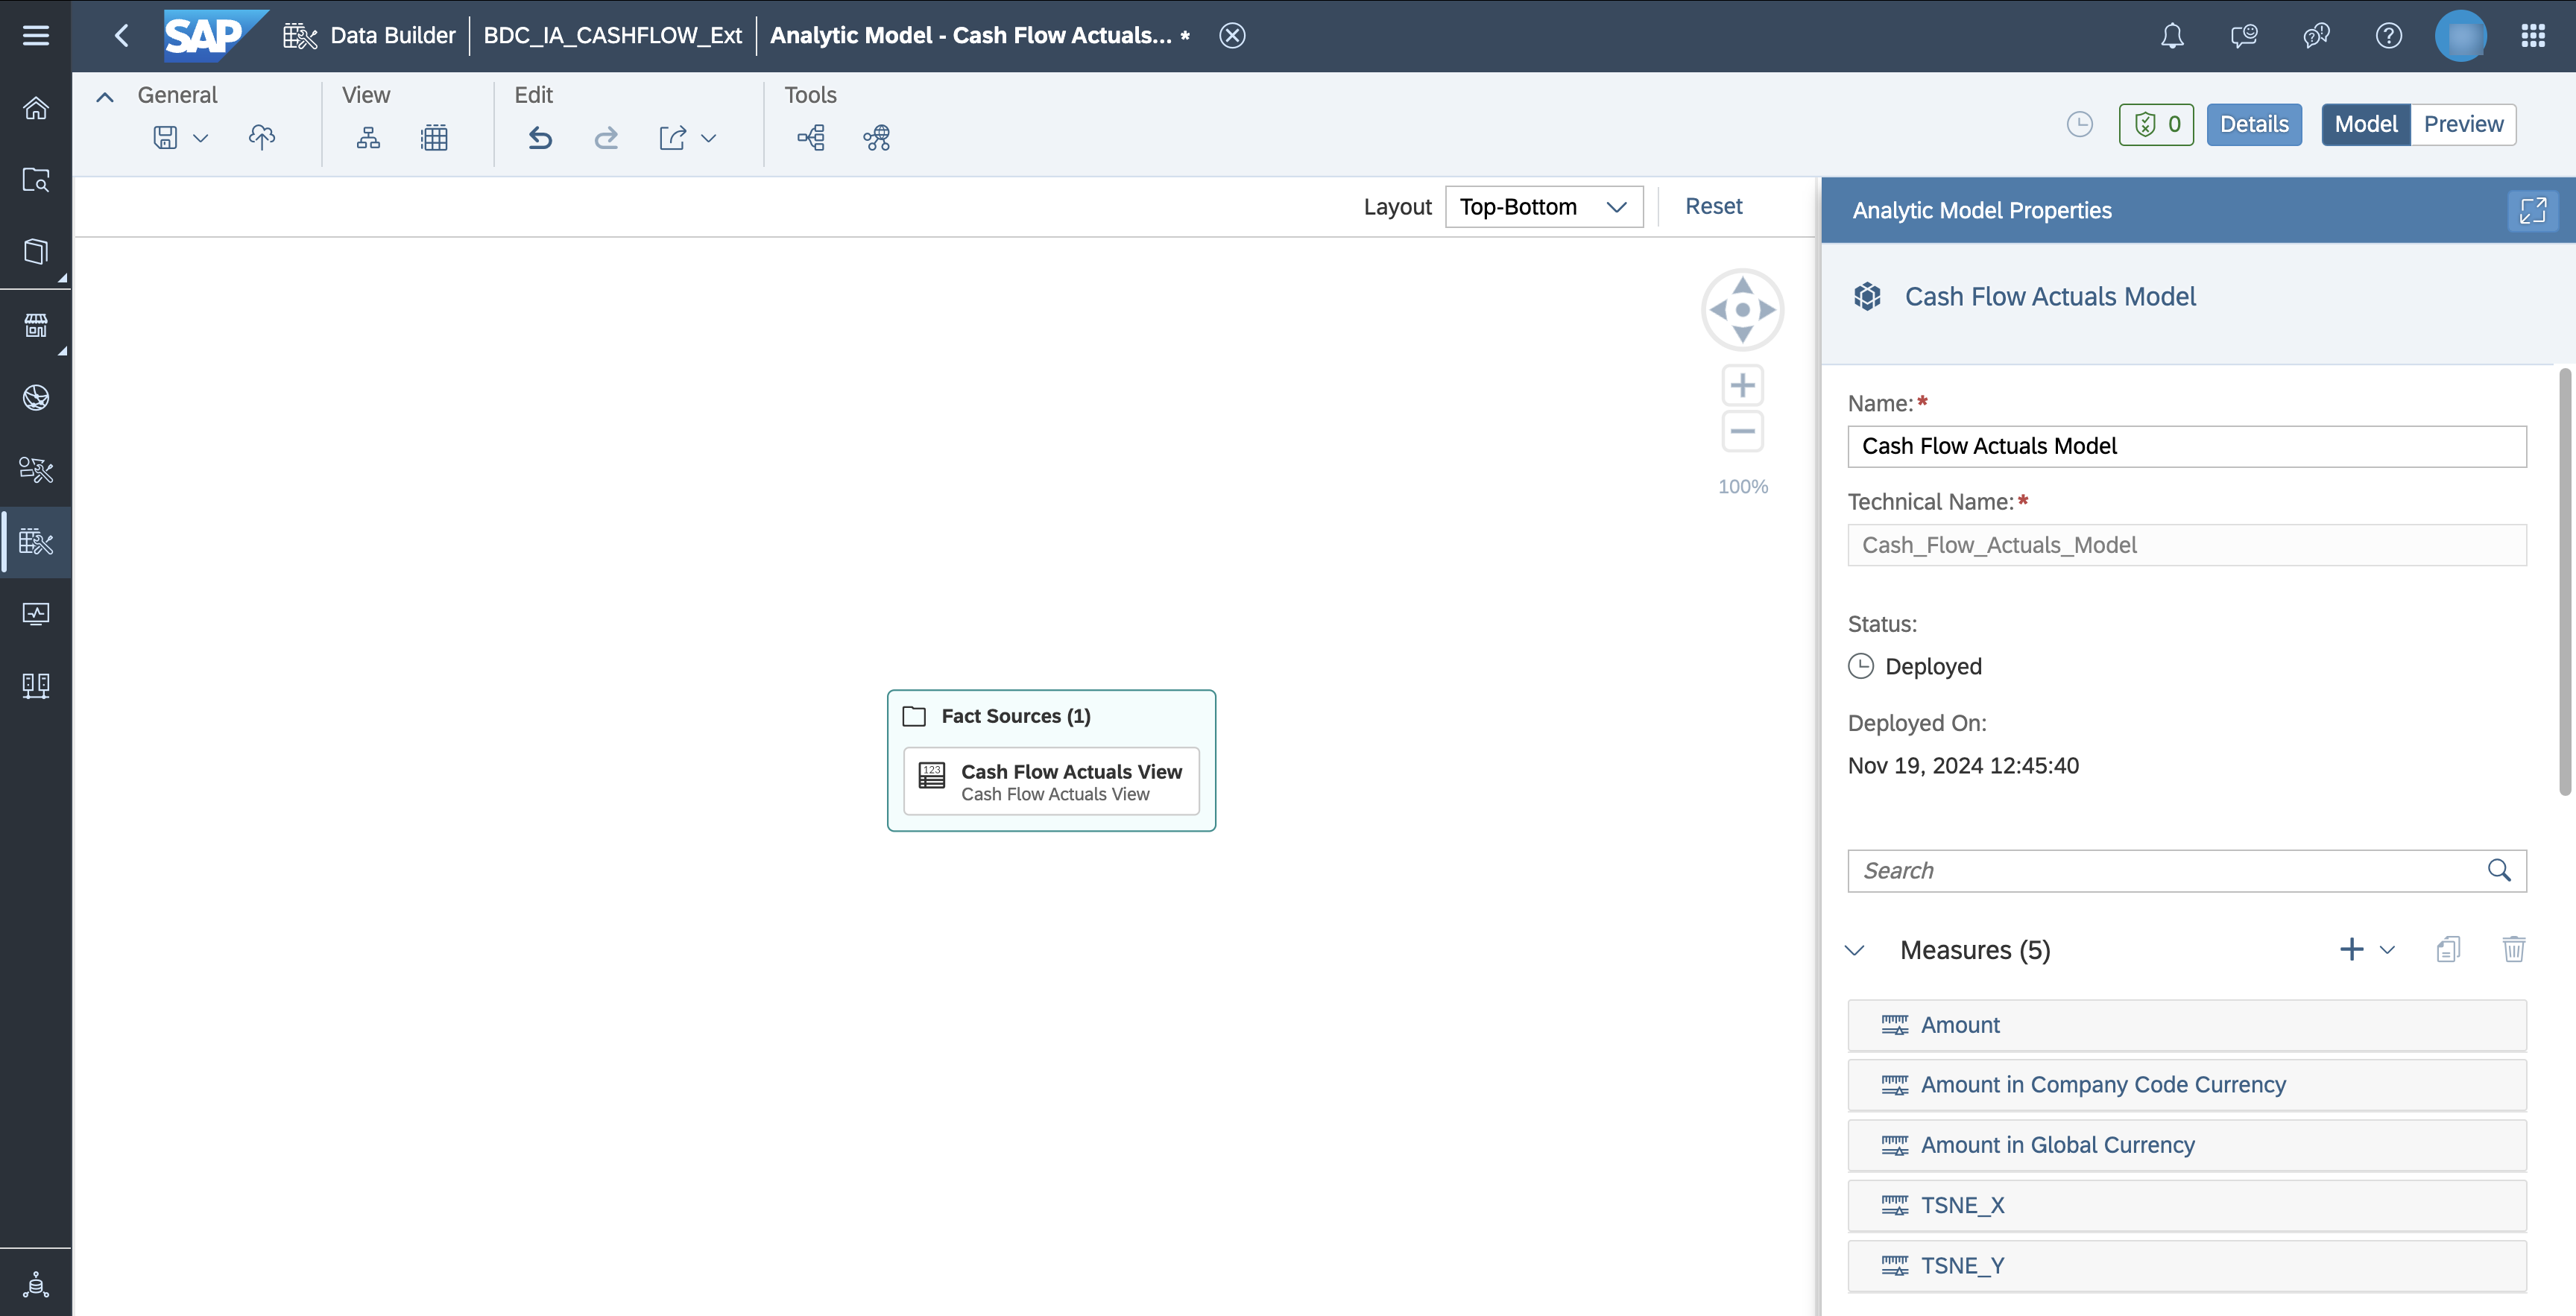 SAP
Data Builder
BDC_IA_CASHFLOW_Ext
Analytic Model - Cash Flow Actuals... *
General
View
Edit
Tools
0
Details
Model
Preview
Layout
Top-Bottom
Reset
100%
Fact Sources (1)
123
Cash Flow Actuals View
Cash Flow Actuals View
Analytic Model Properties
Cash Flow Actuals Model
Name:*
Cash Flow Actuals Model
Technical Name:*
Cash_Flow_Actuals_Model
Status:
Deployed
Deployed On:
Nov 19, 2024 12:45:40
Search
Measures (5)
Amount
Amount in Company Code Currency
Amount in Global Currency
TSNE_X
TSNE_Y